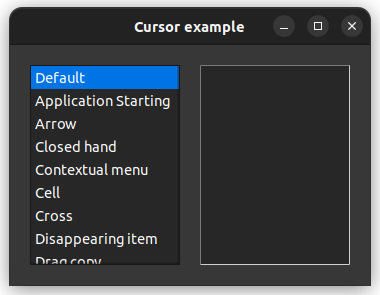 Cursor example
Default
Application Starting
Arrow
Closed hand
Contextual menu
Cell
Cross
Disappearing item
Drag copy